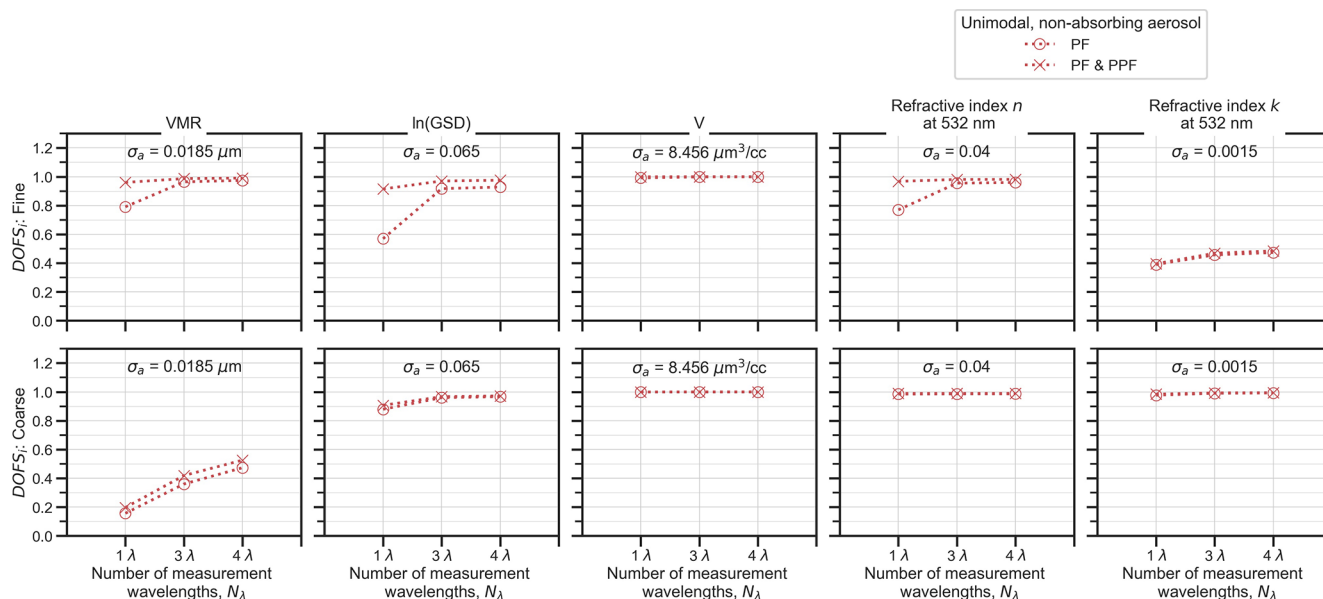 Unimodal, non-absorbing aerosol
PF
PF & PPF
VMR
ln(GSD)
V
Refractive index n
at 532 nm
Refractive index k
at 532 nm
DOFSᵢ: Fine
1.2
1.0
0.8
0.6
0.4
0.2
0.0
σₐ = 0.0185 μm
σₐ = 0.065
σₐ = 8.456 μm³/cc
σₐ = 0.04
σₐ = 0.0015
DOFSᵢ: Coarse
1.2
1.0
0.8
0.6
0.4
0.2
0.0
σₐ = 0.0185 μm
σₐ = 0.065
σₐ = 8.456 μm³/cc
σₐ = 0.04
σₐ = 0.0015
1 λ 3 λ 4 λ
Number of measurement
wavelengths, N_λ
1 λ 3 λ 4 λ
Number of measurement
wavelengths, N_λ
1 λ 3 λ 4 λ
Number of measurement
wavelengths, N_λ
1 λ 3 λ 4 λ
Number of measurement
wavelengths, N_λ
1 λ 3 λ 4 λ
Number of measurement
wavelengths, N_λ